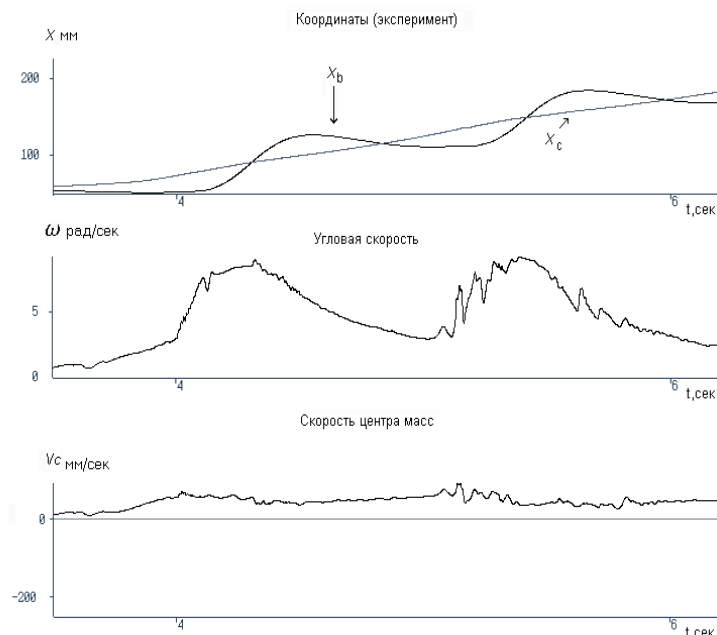 Координаты (эксперимент)
X мм
200
X_b
100
X_c
4
6
t,сек
ω рад/сек
Угловая скорость
5
0
4
6
t,сек
Скорость центра масс
Vc мм/сек
0
-200
4
6
t,сек